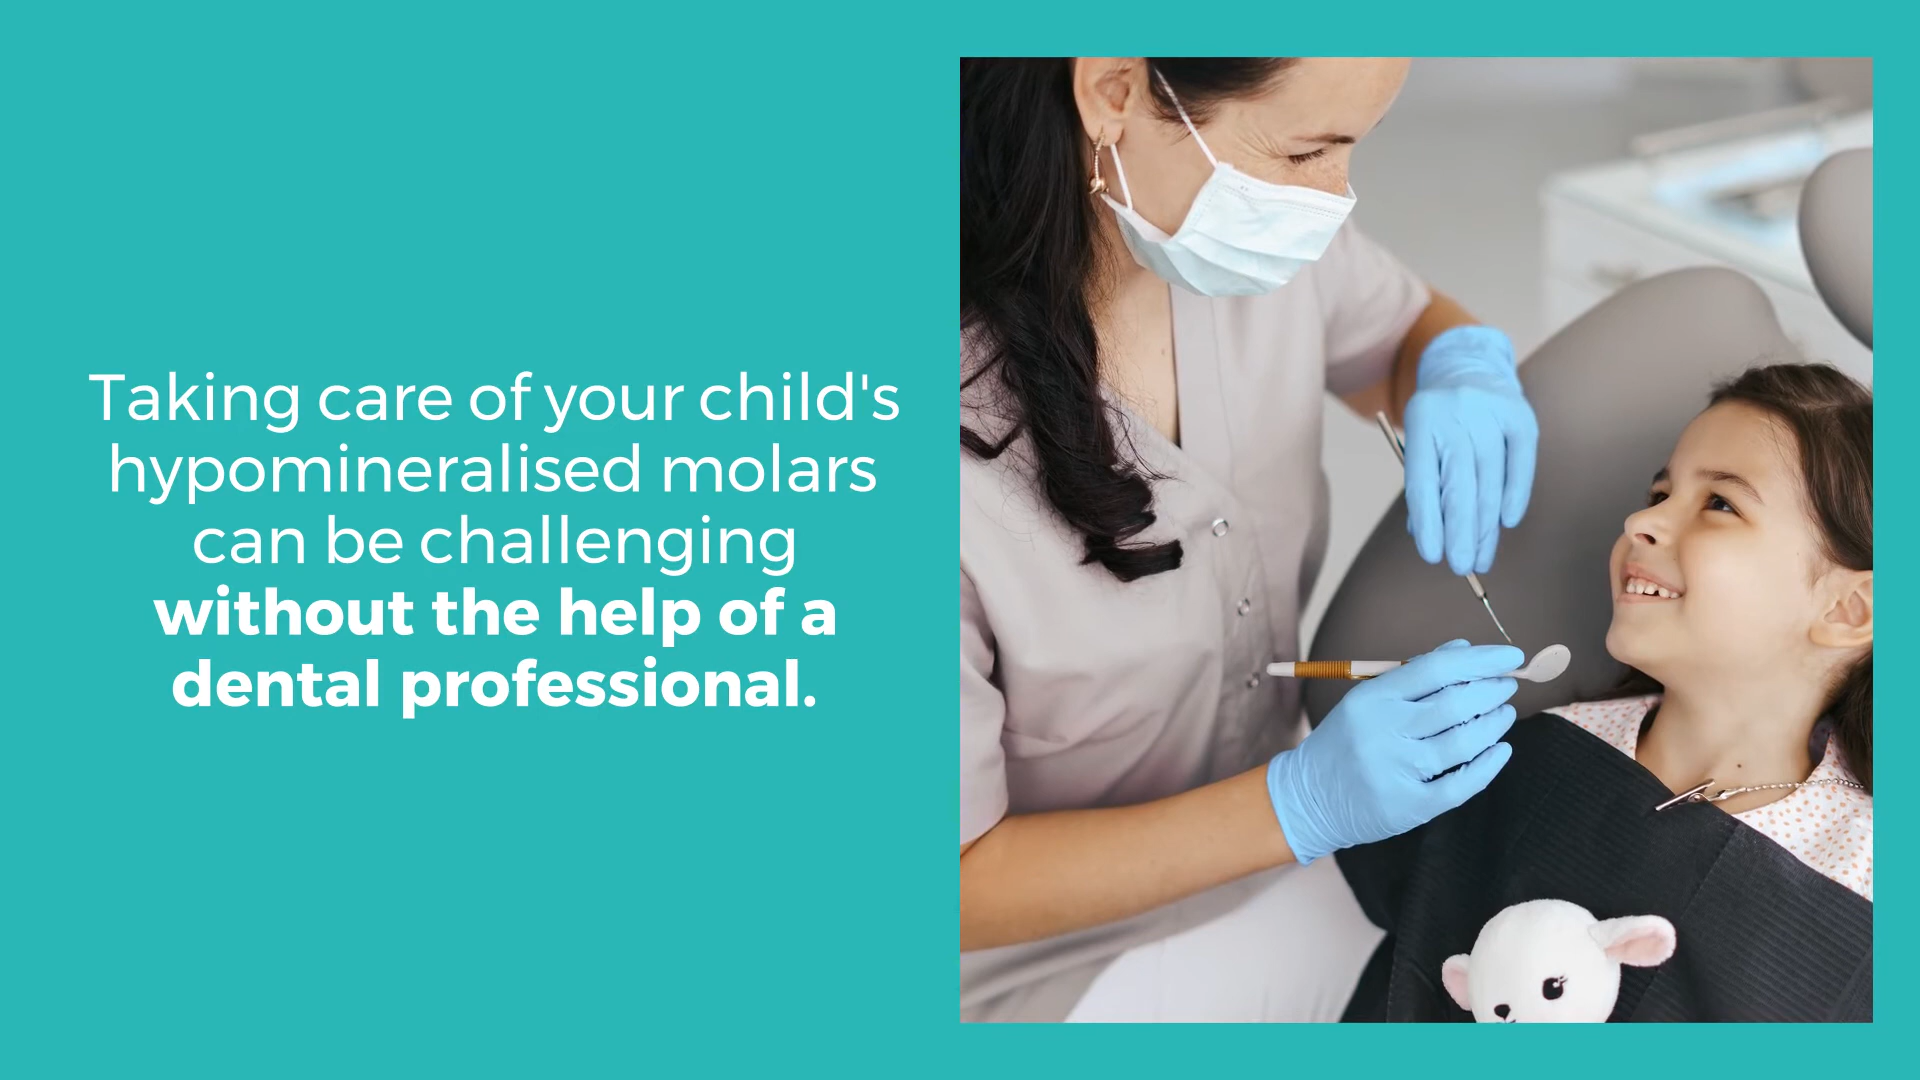 Taking care of your child's
hypomineralised molars
can be challenging
without the help of a
dental professional.